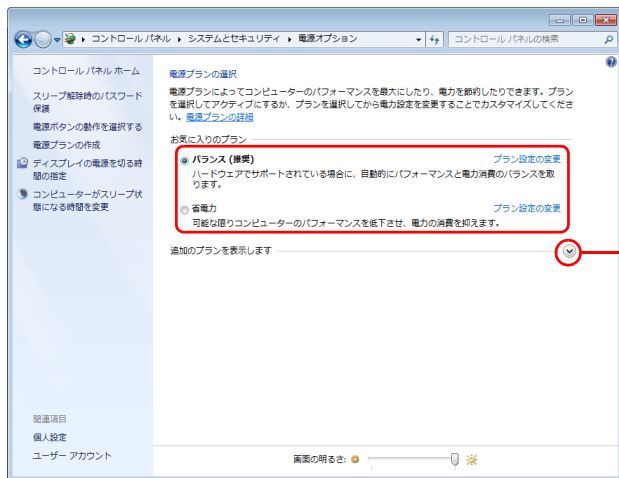 コントロール パネル ▸ システムとセキュリティ ▸ 電源オプション
コントロール パネルの検索
コントロール パネル ホーム
スリープ解除時のパスワード
保護
電源ボタンの動作を選択する
電源プランの作成
ディスプレイの電源を切る時
間の指定
コンピューターがスリープ状
態になる時間を変更
関連項目
個人設定
ユーザー アカウント
電源プランの選択
電源プランによってコンピューターのパフォーマンスを最大にしたり、電力を節約したりできます。プラン
を選択してアクティブにするか、プランを選択してから電力設定を変更することでカスタマイズしてくださ
い。電源プランの詳細
お気に入りのプラン
バランス (推奨) プラン設定の変更
ハードウェアでサポートされている場合に、自動的にパフォーマンスと電力消費のバランスを取
ります。
省電力 プラン設定の変更
可能な限りコンピューターのパフォーマンスを低下させ、電力の消費を抑えます。
追加のプランを表示します
画面の明るさ: